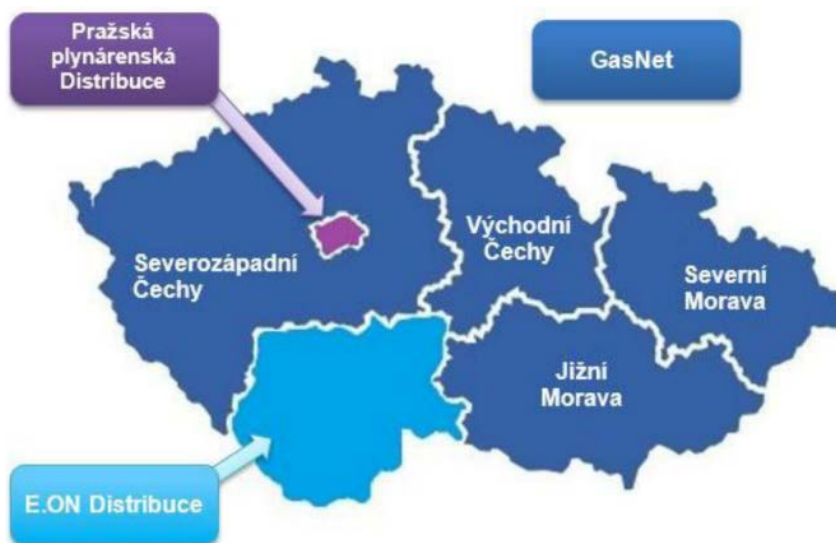 Pražská
plynárenská
Distribuce
GasNet
Severozápadní
Čechy
Východní
Čechy
Severní
Morava
Jižní
Morava
E.ON Distribuce